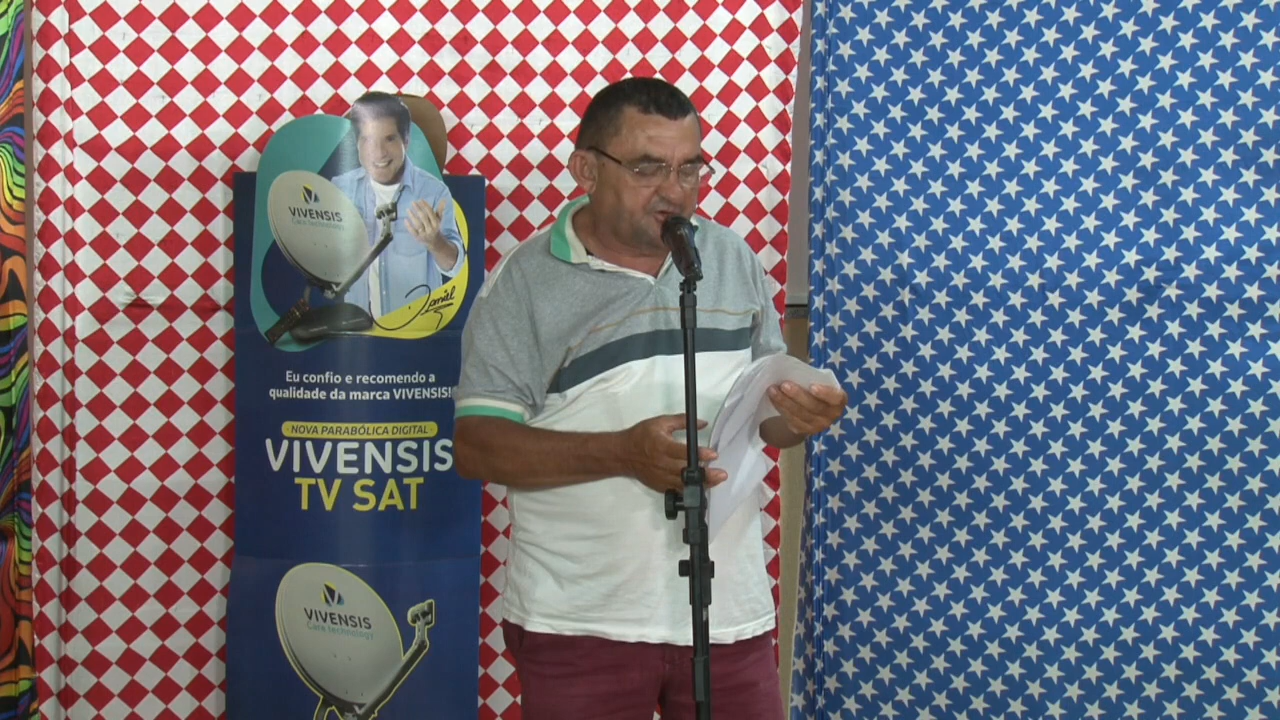 VIVENSIS
Care technology
Daniel
Eu confio e recomendo a
qualidade da marca VIVENSIS!
NOVA PARABÓLICA DIGITAL
VIVENSIS
TV SAT
VIVENSIS
Care technology